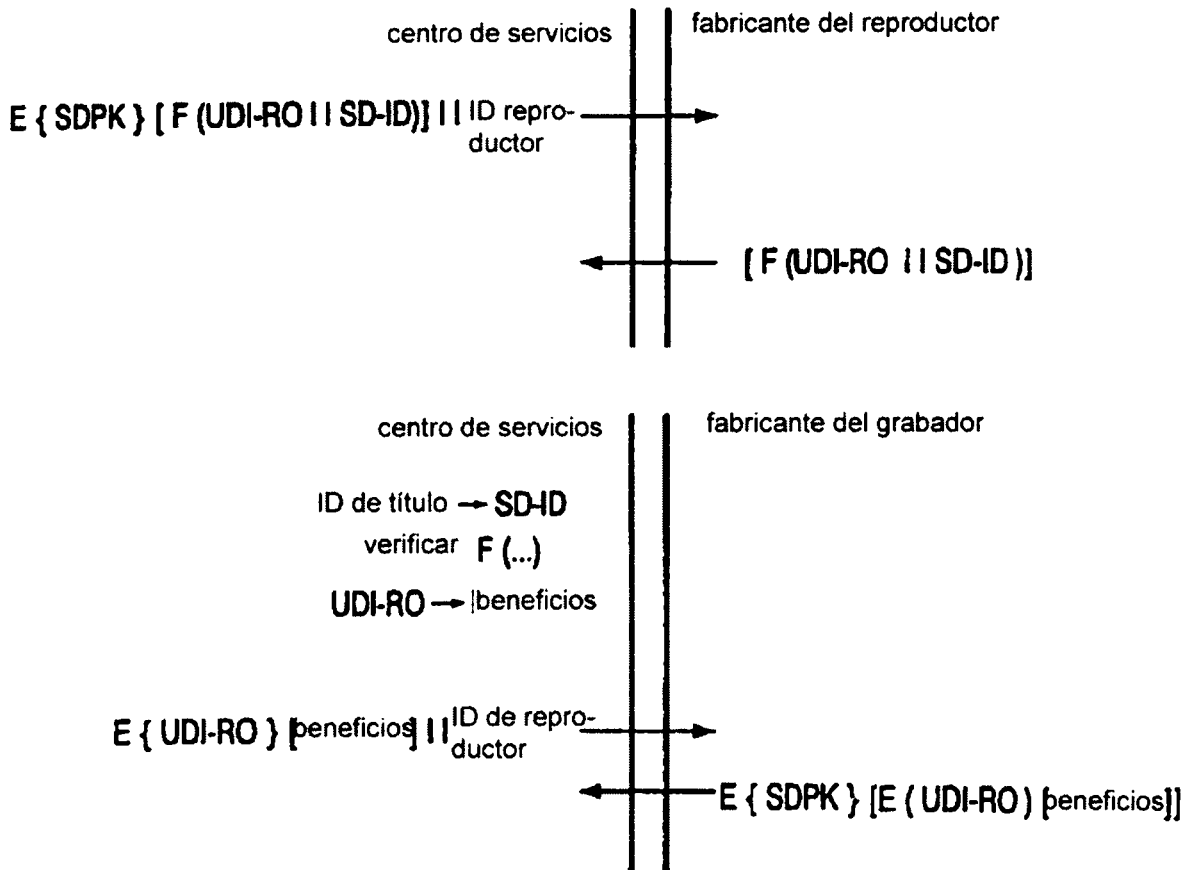 centro de servicios
fabricante del reproductor
E { SDPK } [ F (UDI-RO I I SD-ID)] I I ID repro-
ductor
[ F (UDI-RO I I SD-ID )]
centro de servicios
fabricante del grabador
ID de título → SD-ID
verificar F (...)
UDI-RO → |beneficios
E { UDI-RO } [beneficios] I I ID de repro-
ductor
E { SDPK } [E ( UDI-RO ) [beneficios]]